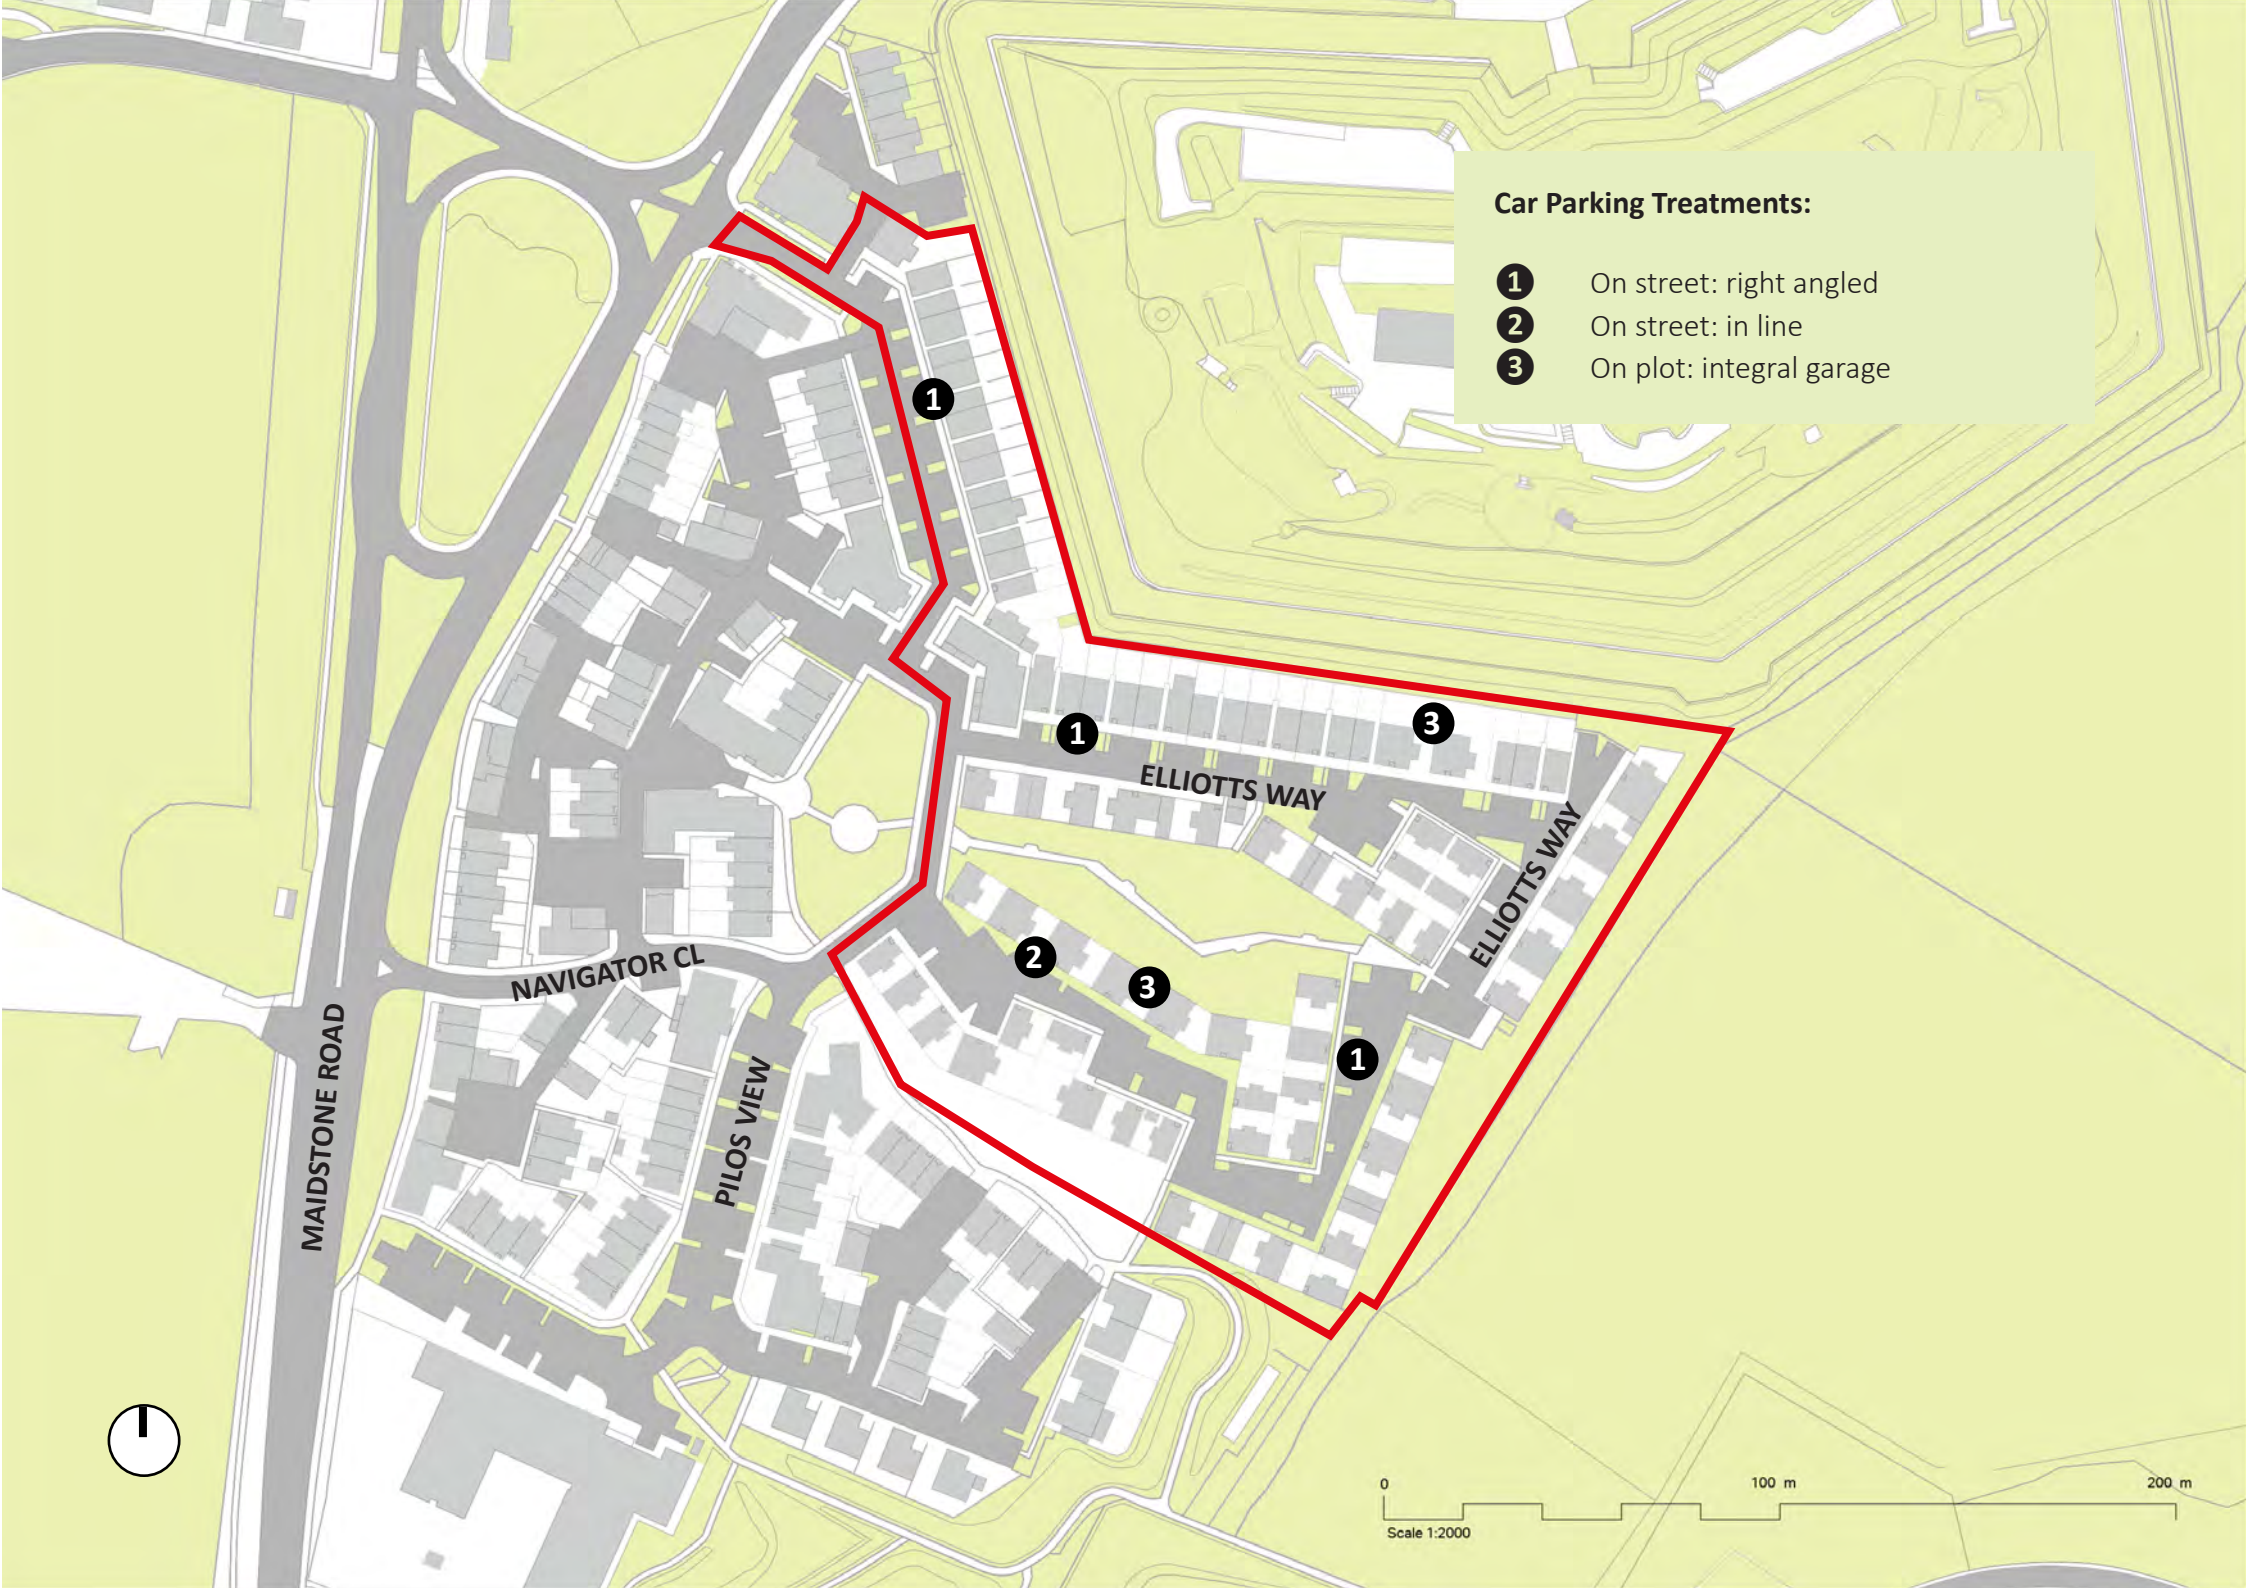 Car Parking Treatments:
1 On street: right angled
2 On street: in line
3 On plot: integral garage
1
1
3
ELLIOTTS WAY
ELLIOTTS WAY
2
3
NAVIGATOR CL
1
MAIDSTONE ROAD
PILOS VIEW
0 100 m 200 m
Scale 1:2000